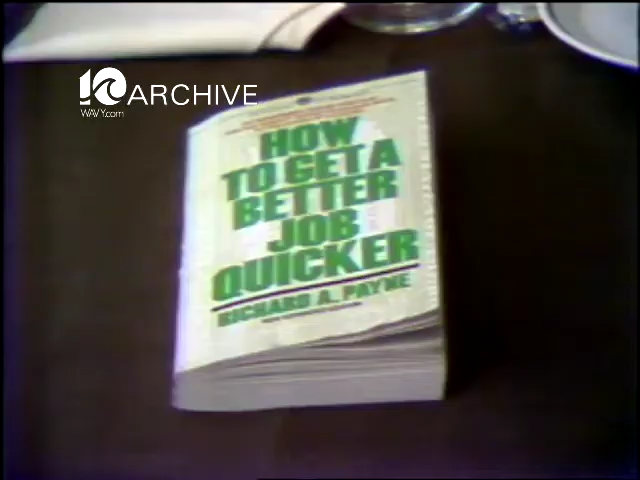 10 ARCHIVE
WAVY.com
HOW
TO GET A
BETTER
JOB
QUICKER
RICHARD A. PAYNE